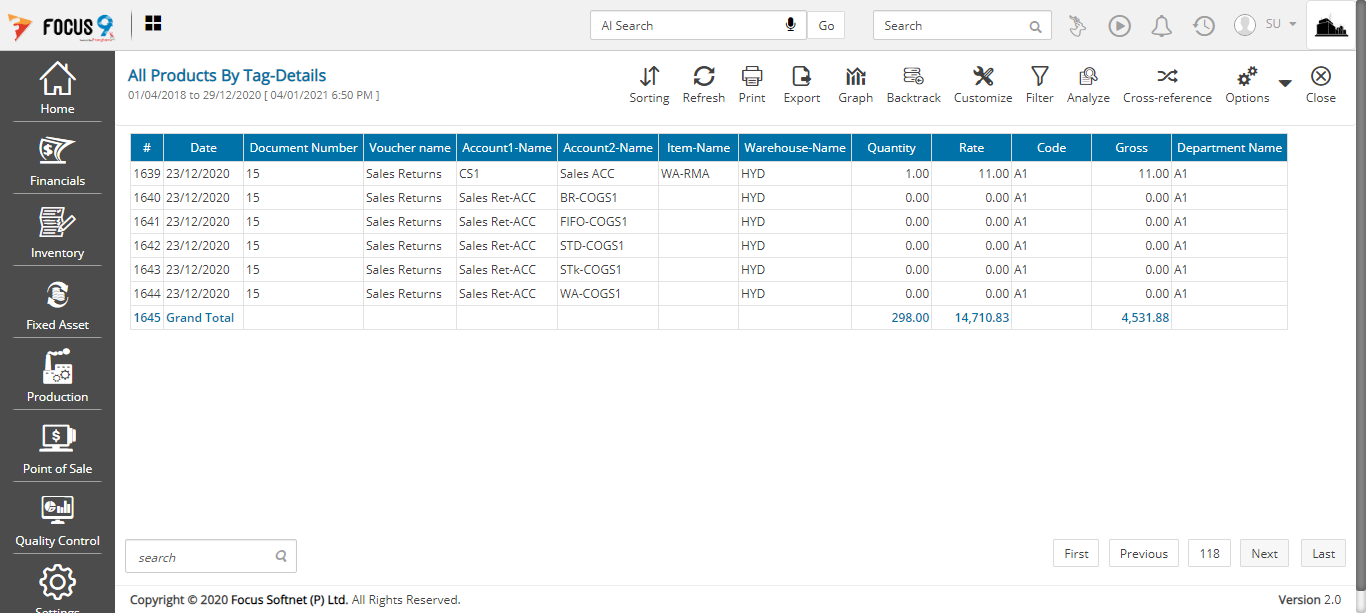 FOCUS 9
AI Search Go Search SU
Home
Financials
Inventory
Fixed Asset
Production
Point of Sale
Quality Control
Settings
All Products By Tag-Details
01/04/2018 to 29/12/2020 [ 04/01/2021 6:50 PM ]
Sorting Refresh Print Export Graph Backtrack Customize Filter Analyze Cross-reference Options Close
# Date Document Number Voucher name Account1-Name Account2-Name Item-Name Warehouse-Name Quantity Rate Code Gross Department Name
1639 23/12/2020 15 Sales Returns CS1 Sales ACC WA-RMA HYD 1.00 11.00 A1 11.00 A1
1640 23/12/2020 15 Sales Returns Sales Ret-ACC BR-COGS1 HYD 0.00 0.00 A1 0.00 A1
1641 23/12/2020 15 Sales Returns Sales Ret-ACC FIFO-COGS1 HYD 0.00 0.00 A1 0.00 A1
1642 23/12/2020 15 Sales Returns Sales Ret-ACC STD-COGS1 HYD 0.00 0.00 A1 0.00 A1
1643 23/12/2020 15 Sales Returns Sales Ret-ACC STk-COGS1 HYD 0.00 0.00 A1 0.00 A1
1644 23/12/2020 15 Sales Returns Sales Ret-ACC WA-COGS1 HYD 0.00 0.00 A1 0.00 A1
1645 Grand Total 298.00 14,710.83 4,531.88
search First Previous 118 Next Last
Copyright © 2020 Focus Softnet (P) Ltd. All Rights Reserved. Version 2.0